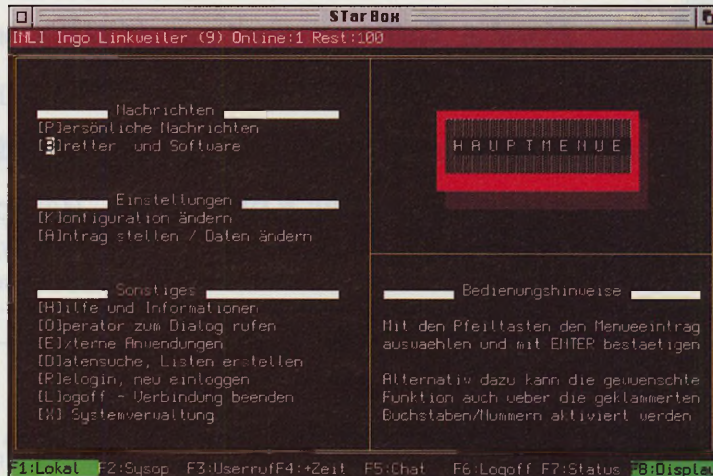 STarBox
[NL] Ingo Linkweiler (9) Online:1 Rest:100
Nachrichten
[P]ersönliche Nachrichten
[B]retter und Software
Einstellungen
[K]onfiguration ändern
[A]ntrag stellen / Daten ändern
Sonstiges
[H]ilfe und Informationen
[O]perator zum Dialog rufen
[E]xterne Anwendungen
[D]atensuche, Listen erstellen
[R]elogin, neu einloggen
[L]ogoff - Verbindung beenden
[X] Systemverwaltung
HAUPTMENUE
Bedienungshinweise
Mit den Pfeiltasten den Menueeintrag
auswaehlen und mit ENTER bestaetigen
Alternativ dazu kann die gewuenschte
Funktion auch ueber die geklammerten
Buchstaben/Nummern aktiviert werden
F1:Lokal F2:Sysop F3:Userruf F4:+Zeit F5:Chat F6:Logoff F7:Status F8:Display